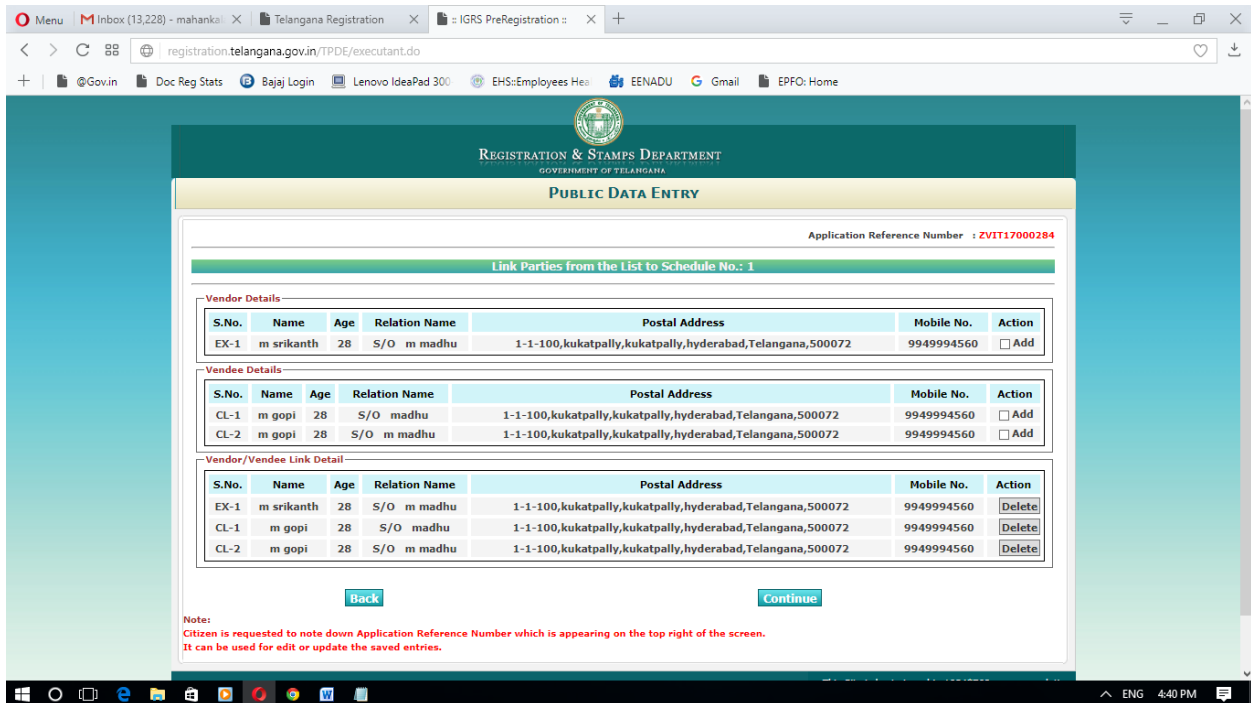 Menu Inbox (13,228) - mahankal Telangana Registration :: IGRS PreRegistration ::
registration.telangana.gov.in/TPDE/executant.do
@Gov.in Doc Reg Stats Bajaj Login Lenovo IdeaPad 300 EHS::Employees Hea EENADU G Gmail EPFO: Home
REGISTRATION & STAMPS DEPARTMENT
GOVERNMENT OF TELANGANA
PUBLIC DATA ENTRY
Application Reference Number : ZVIT17000284
Link Parties from the List to Schedule No.: 1
Vendor Details
S.No. Name Age Relation Name Postal Address Mobile No. Action
EX-1 m srikanth 28 S/O m madhu 1-1-100,kukatpally,kukatpally,hyderabad,Telangana,500072 9949994560 Add
Vendee Details
S.No. Name Age Relation Name Postal Address Mobile No. Action
CL-1 m gopi 28 S/O madhu 1-1-100,kukatpally,kukatpally,hyderabad,Telangana,500072 9949994560 Add
CL-2 m gopi 28 S/O m madhu 1-1-100,kukatpally,kukatpally,hyderabad,Telangana,500072 9949994560 Add
Vendor/Vendee Link Detail
S.No. Name Age Relation Name Postal Address Mobile No. Action
EX-1 m srikanth 28 S/O m madhu 1-1-100,kukatpally,kukatpally,hyderabad,Telangana,500072 9949994560 Delete
CL-1 m gopi 28 S/O madhu 1-1-100,kukatpally,kukatpally,hyderabad,Telangana,500072 9949994560 Delete
CL-2 m gopi 28 S/O m madhu 1-1-100,kukatpally,kukatpally,hyderabad,Telangana,500072 9949994560 Delete
Back Continue
Note:
Citizen is requested to note down Application Reference Number which is appearing on the top right of the screen.
It can be used for edit or update the saved entries.
ENG 4:40 PM